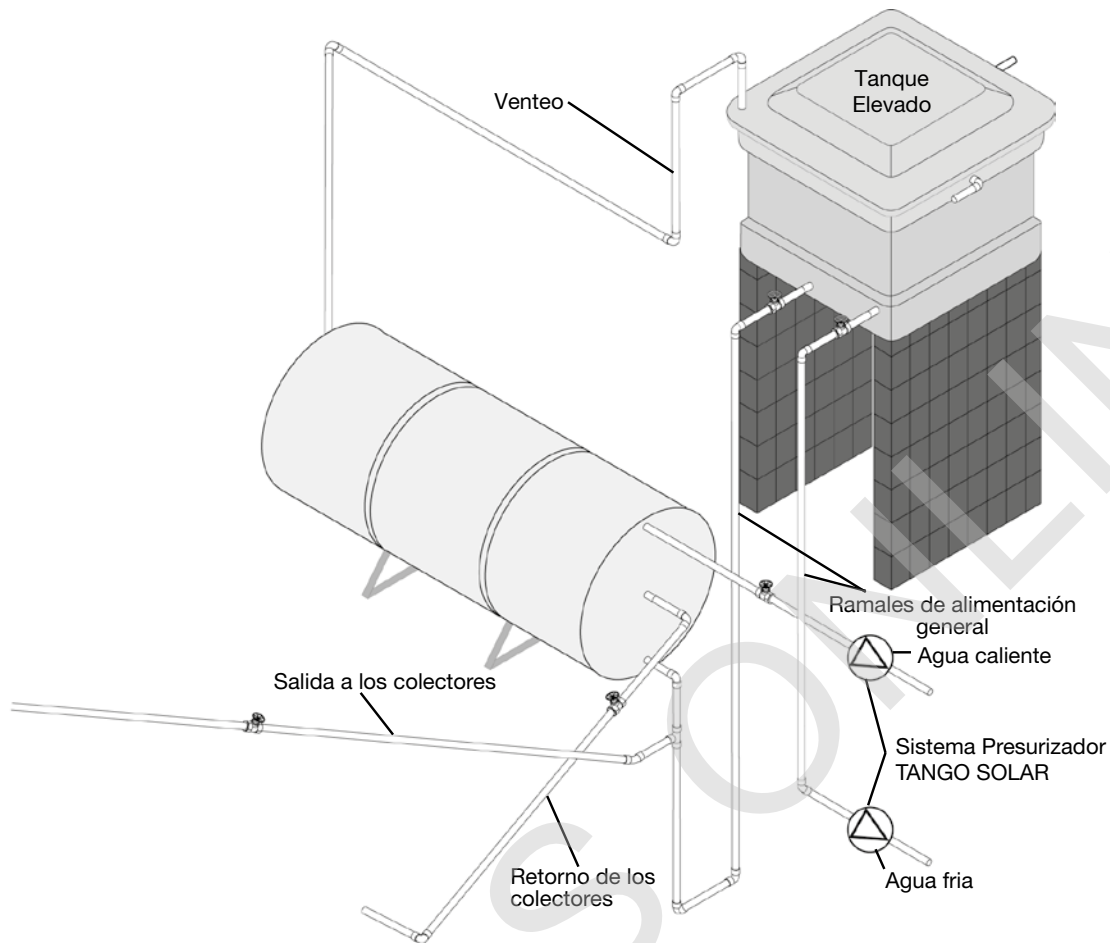 Tanque
Elevado
Venteo
Ramales de alimentación
general
Agua caliente
Salida a los colectores
Sistema Presurizador
TANGO SOLAR
Retorno de los
colectores
Agua fria
S ONLIN